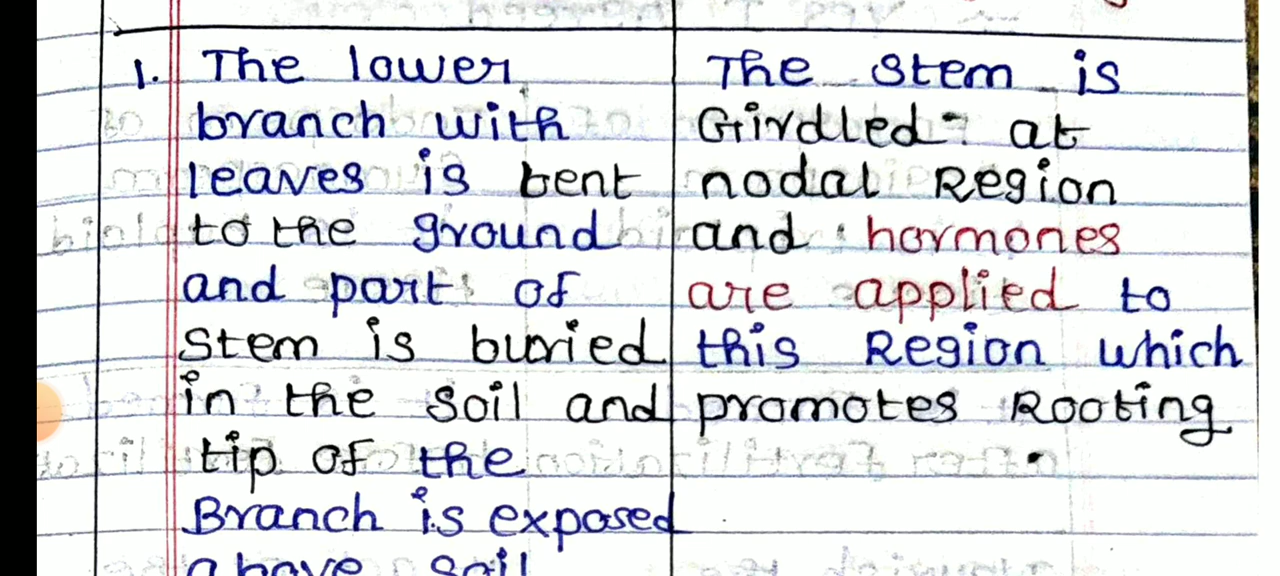 1. The lower
branch with
leaves is bent
to the ground
and part of
Stem is buried
in the soil and
tip of the
Branch is exposed
above soil
The stem is
Girdled at
nodal Region
and hormones
are applied to
this Region which
promotes Rooting.